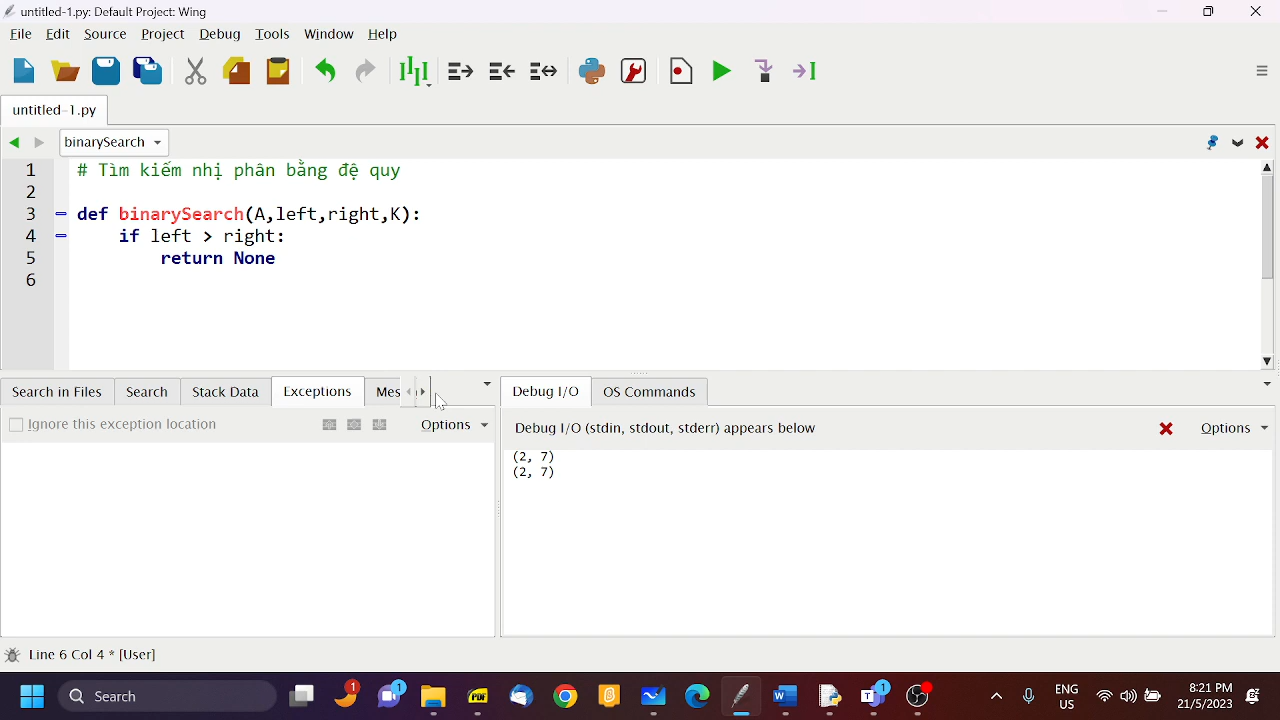 untitled-1.py: Default Project: Wing
File Edit Source Project Debug Tools Window Help
untitled-1.py
binarySearch
1 # Tìm kiếm nhị phân bằng đệ quy
2
3 def binarySearch(A,left,right,K):
4 if left > right:
5 return None
6
Search in Files Search Stack Data Exceptions Mes
Debug I/O OS Commands
Ignore this exception location Options
Debug I/O (stdin, stdout, stderr) appears below Options
(2, 7)
(2, 7)
Line 6 Col 4 * [User]
Search
PDF
1
1
1
ENG
US
8:21 PM
21/5/2023